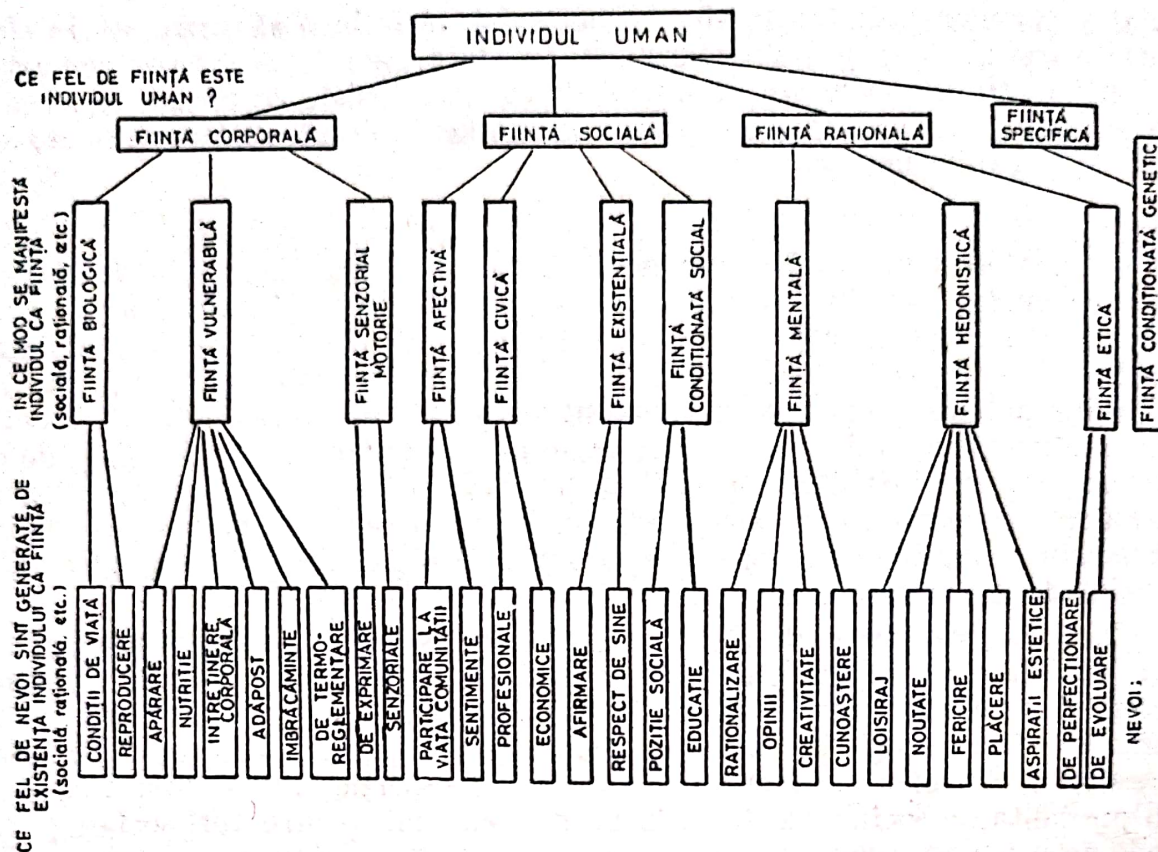 INDIVIDUL UMAN
CE FEL DE FIINȚĂ ESTE
INDIVIDUL UMAN ?
FIINȚĂ CORPORALĂ
FIINȚĂ SOCIALĂ
FIINȚĂ RAȚIONALĂ
FIINȚĂ
SPECIFICĂ
IN CE MOD SE MANIFESTĂ
INDIVIDUL CA FIINȚĂ
(socială, rațională, etc.)
FIINȚA BIOLOGICĂ
FIINȚĂ VULNERABILĂ
FIINȚĂ SENZORIAL
MOTORIE
FIINȚĂ AFECTIVĂ
FIINȚĂ CIVICĂ
FIINȚĂ EXISTENȚIALĂ
FIINȚĂ
CONDIȚIONATĂ SOCIAL
FIINȚĂ MENTALĂ
FIINȚĂ HEDONISTICĂ
FIINȚĂ ETICĂ
FIINȚĂ CONDIȚIONATĂ GENETIC
CE FEL DE NEVOI SINT GENERATE DE
EXISTENȚA INDIVIDULUI CA FIINȚĂ
(socială, rațională, etc..)
CONDIȚII DE VIAȚĂ
REPRODUCERE
APĂRARE
NUTRIȚIE
INTREȚINERE
CORPORALĂ
ADĂPOST
IMBRĂCĂMINTE
DE TERMO-
REGLEMENTARE
DE EXPRIMARE
SENZORIALE
PARTICIPARE LA
VIAȚA COMUNITĂȚII
SENTIMENTE
PROFESIONALE
ECONOMICE
AFIRMARE
RESPECT DE SINE
POZIȚIE SOCIALĂ
EDUCAȚIE
RAȚIONALIZARE
OPINII
CREATIVITATE
CUNOAȘTERE
LOISIRAJ
NOUTATE
FERICIRE
PLĂCERE
ASPIRAȚII ESTETICE
DE PERFECȚIONARE
DE EVOLUARE
NEVOI: